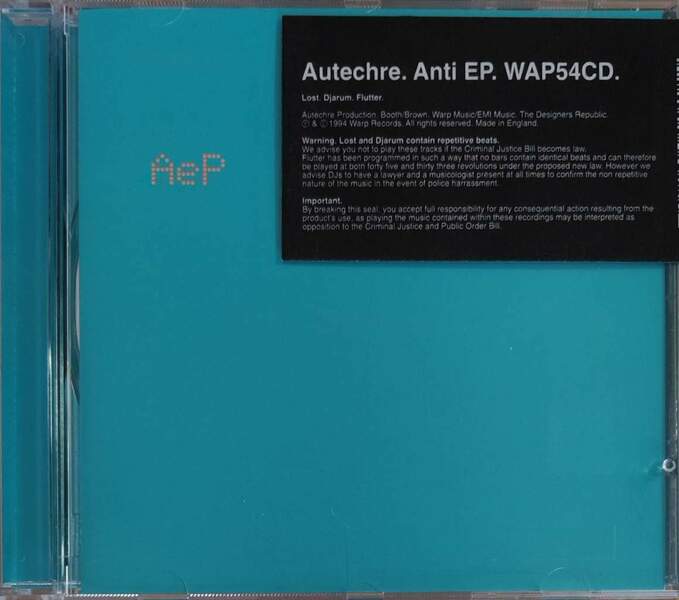 AeP
Autechre. Anti EP. WAP54CD.
Lost. Djarum. Flutter.
Autechre Production. Booth/Brown. Warp Music/EMI Music. The Designers Republic.
Ⓟ & © 1994 Warp Records. All rights reserved. Made in England.
Warning. Lost and Djarum contain repetitive beats.
We advise you not to play these tracks if the Criminal Justice Bill becomes law.
Flutter has been programmed in such a way that no bars contain identical beats and can therefore
be played at both forty five and thirty three revolutions under the proposed new law. However we
advise DJs to have a lawyer and a musicologist present at all times to confirm the non repetitive
nature of the music in the event of police harrassment.
Important.
By breaking this seal, you accept full responsibility for any consequential action resulting from the
product's use, as playing the music contained within these recordings may be interpreted as
opposition to the Criminal Justice and Public Order Bill.